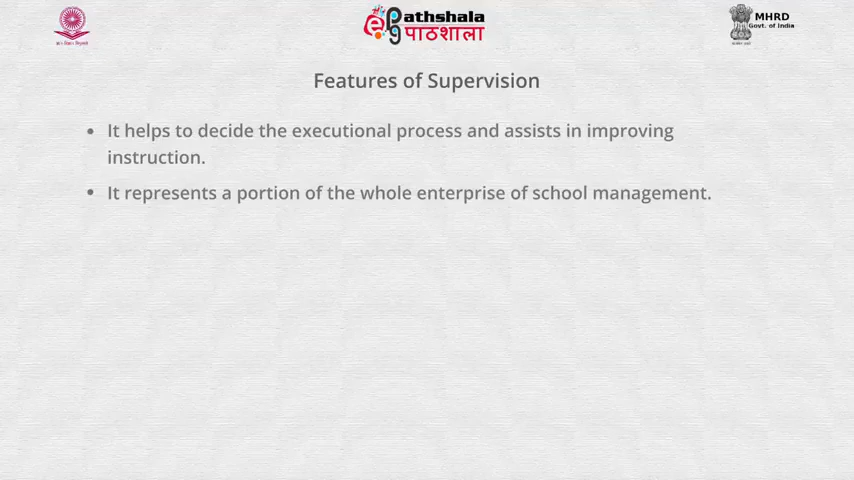 ePathshala
पाठशाला
MHRD
Govt. of India
Features of Supervision
• It helps to decide the executional process and assists in improving
instruction.
• It represents a portion of the whole enterprise of school management.